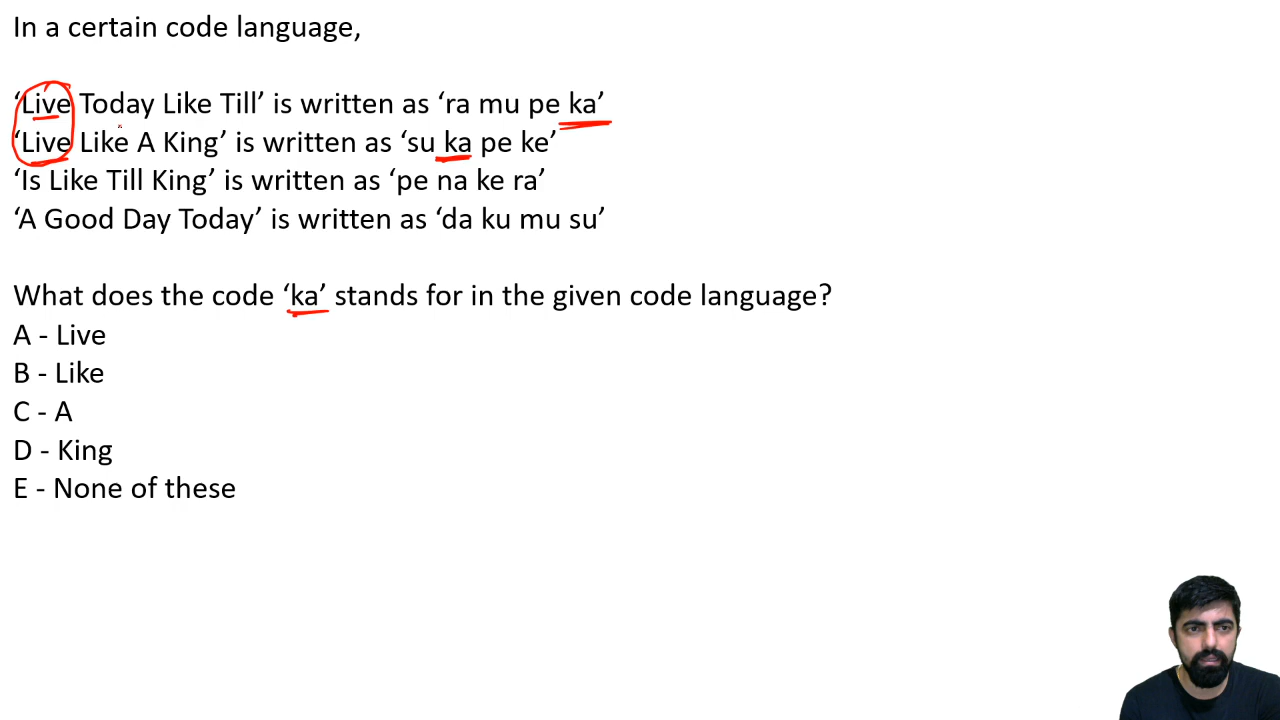 In a certain code language,
‘Live Today Like Till’ is written as ‘ra mu pe ka’
‘Live Like A King’ is written as ‘su ka pe ke’
‘Is Like Till King’ is written as ‘pe na ke ra’
‘A Good Day Today’ is written as ‘da ku mu su’
What does the code ‘ka’ stands for in the given code language?
A - Live
B - Like
C - A
D - King
E - None of these